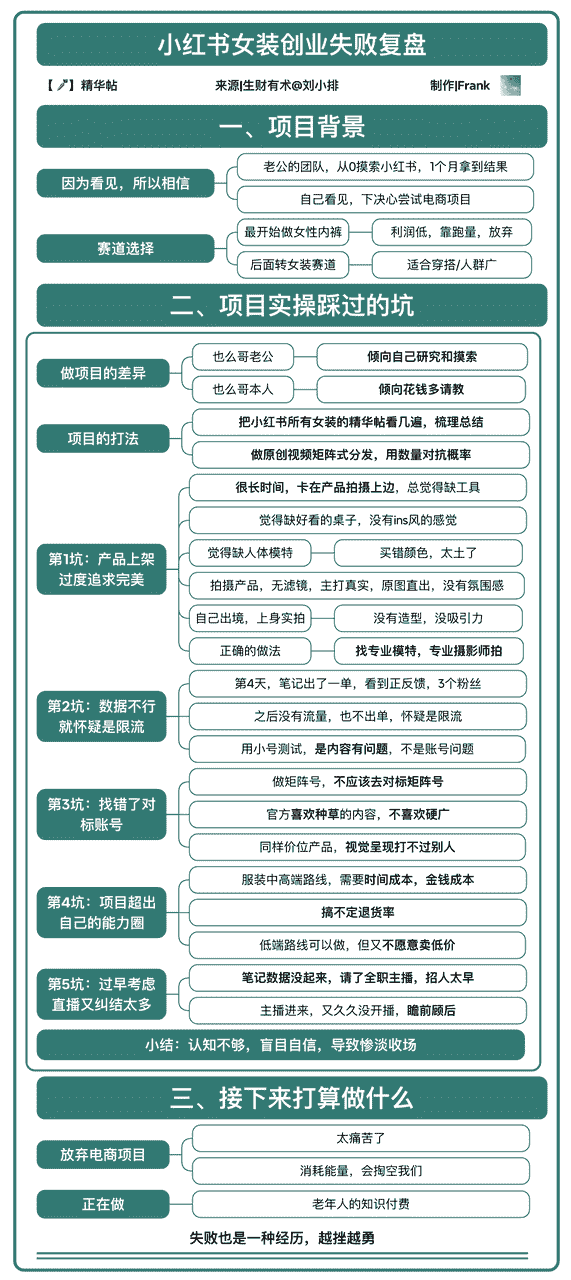 小红书女装创业失败复盘
【🎤】精华帖
来源|生财有术@刘小排
制作|Frank
一、项目背景
因为看见，所以相信
老公的团队，从0摸索小红书，1个月拿到结果
自己看见，下决心尝试电商项目
赛道选择
最开始做女性内裤
利润低，靠跑量，放弃
后面转女装赛道
适合穿搭/人群广
二、项目实操踩过的坑
做项目的差异
也么哥老公
倾向自己研究和摸索
也么哥本人
倾向花钱多请教
项目的打法
把小红书所有女装的精华帖看几遍，梳理总结
做原创视频矩阵式分发，用数量对抗概率
第1坑：产品上架
过度追求完美
很长时间，卡在产品拍摄上边，总觉得缺工具
觉得缺好看的桌子，没有ins风的感觉
觉得缺人体模特
买错颜色，太土了
拍摄产品，无滤镜，主打真实，原图直出，没有氛围感
自己出境，上身实拍
没有造型，没吸引力
正确的做法
找专业模特，专业摄影师拍
第2坑：数据不行
就怀疑是限流
第4天，笔记出了一单，看到正反馈，3个粉丝
之后没有流量，也不出单，怀疑是限流
用小号测试，是内容有问题，不是账号问题
第3坑：找错了对
标账号
做矩阵号，不应该去对标矩阵号
官方喜欢种草的内容，不喜欢硬广
同样价位产品，视觉呈现打不过别人
第4坑：项目超出
自己的能力圈
服装中高端路线，需要时间成本，金钱成本
搞不定退货率
低端路线可以做，但又不愿意卖低价
第5坑：过早考虑
直播又纠结太多
笔记数据没起来，请了全职主播，招人太早
主播进来，又久久没开播，瞻前顾后
小结：认知不够，盲目自信，导致惨淡收场
三、接下来打算做什么
放弃电商项目
太痛苦了
消耗能量，会掏空我们
正在做
老年人的知识付费
失败也是一种经历，越挫越勇